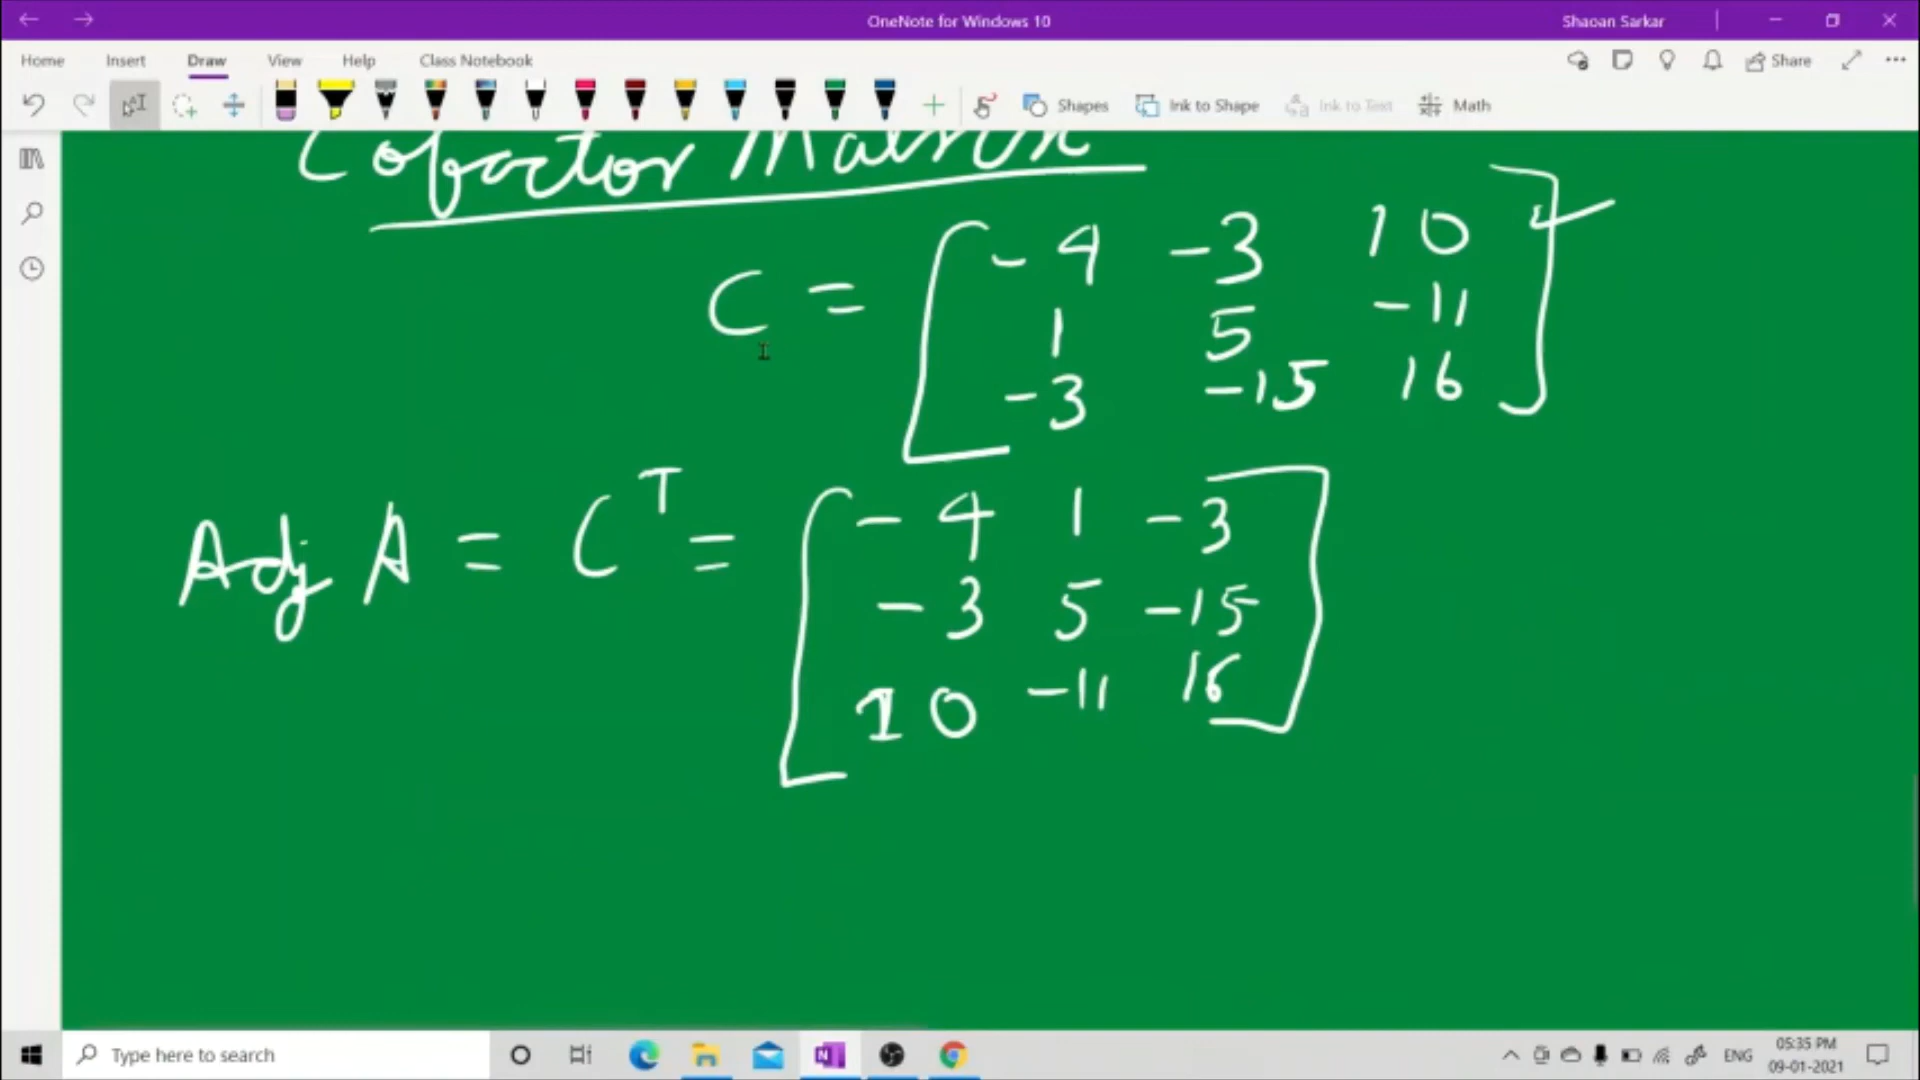 OneNote for Windows 10 Shaoan Sarkar
Home Insert Draw View Help Class Notebook Share
Shapes Ink to Shape Ink to Text Math
Cofactor Matrix
C = [ -4 -3 10
1 5 -11
-3 -15 16 ]
Adj A = C^T = [ -4 1 -3
-3 5 -15
10 -11 16 ]
Type here to search ENG 05:35 PM
09-01-2021